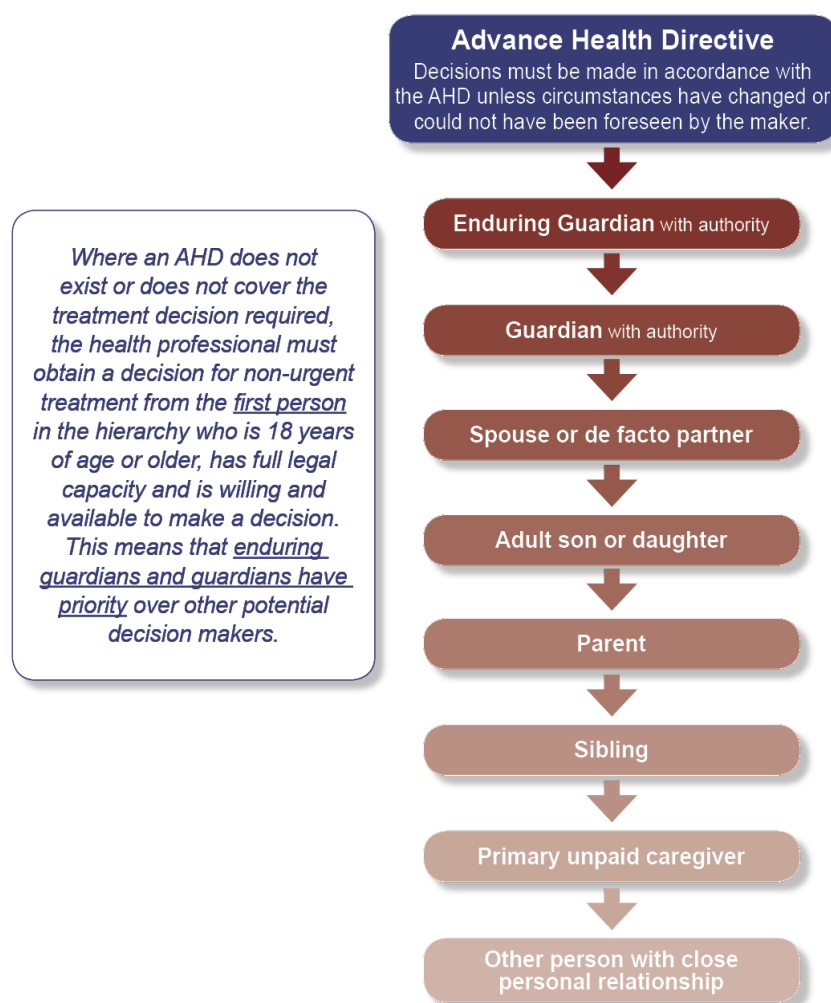 Advance Health Directive
Decisions must be made in accordance with
the AHD unless circumstances have changed or
could not have been foreseen by the maker.
Enduring Guardian with authority
Guardian with authority
Spouse or de facto partner
Adult son or daughter
Parent
Sibling
Primary unpaid caregiver
Other person with close
personal relationship
Where an AHD does not
exist or does not cover the
treatment decision required,
the health professional must
obtain a decision for non-urgent
treatment from the first person
in the hierarchy who is 18 years
of age or older, has full legal
capacity and is willing and
available to make a decision.
This means that enduring
guardians and guardians have
priority over other potential
decision makers.